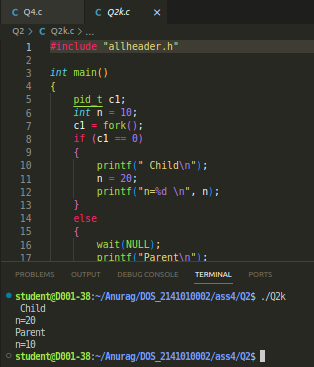 C Q4.c
C Q2k.c ×
Q2 > C Q2k.c > ...
1 #include "allheader.h"
2
3 int main()
4 {
5 pid_t c1;
6 int n = 10;
7 c1 = fork();
8 if (c1 == 0)
9 {
10 printf(" Child\n");
11 n = 20;
12 printf("n=%d \n", n);
13 }
14 else
15 {
16 wait(NULL);
17 printf("Parent\n");
PROBLEMS OUTPUT DEBUG CONSOLE TERMINAL PORTS
student@D001-38:~/Anurag/DOS_2141010002/ass4/Q2$ ./Q2k
Child
n=20
Parent
n=10
student@D001-38:~/Anurag/DOS_2141010002/ass4/Q2$